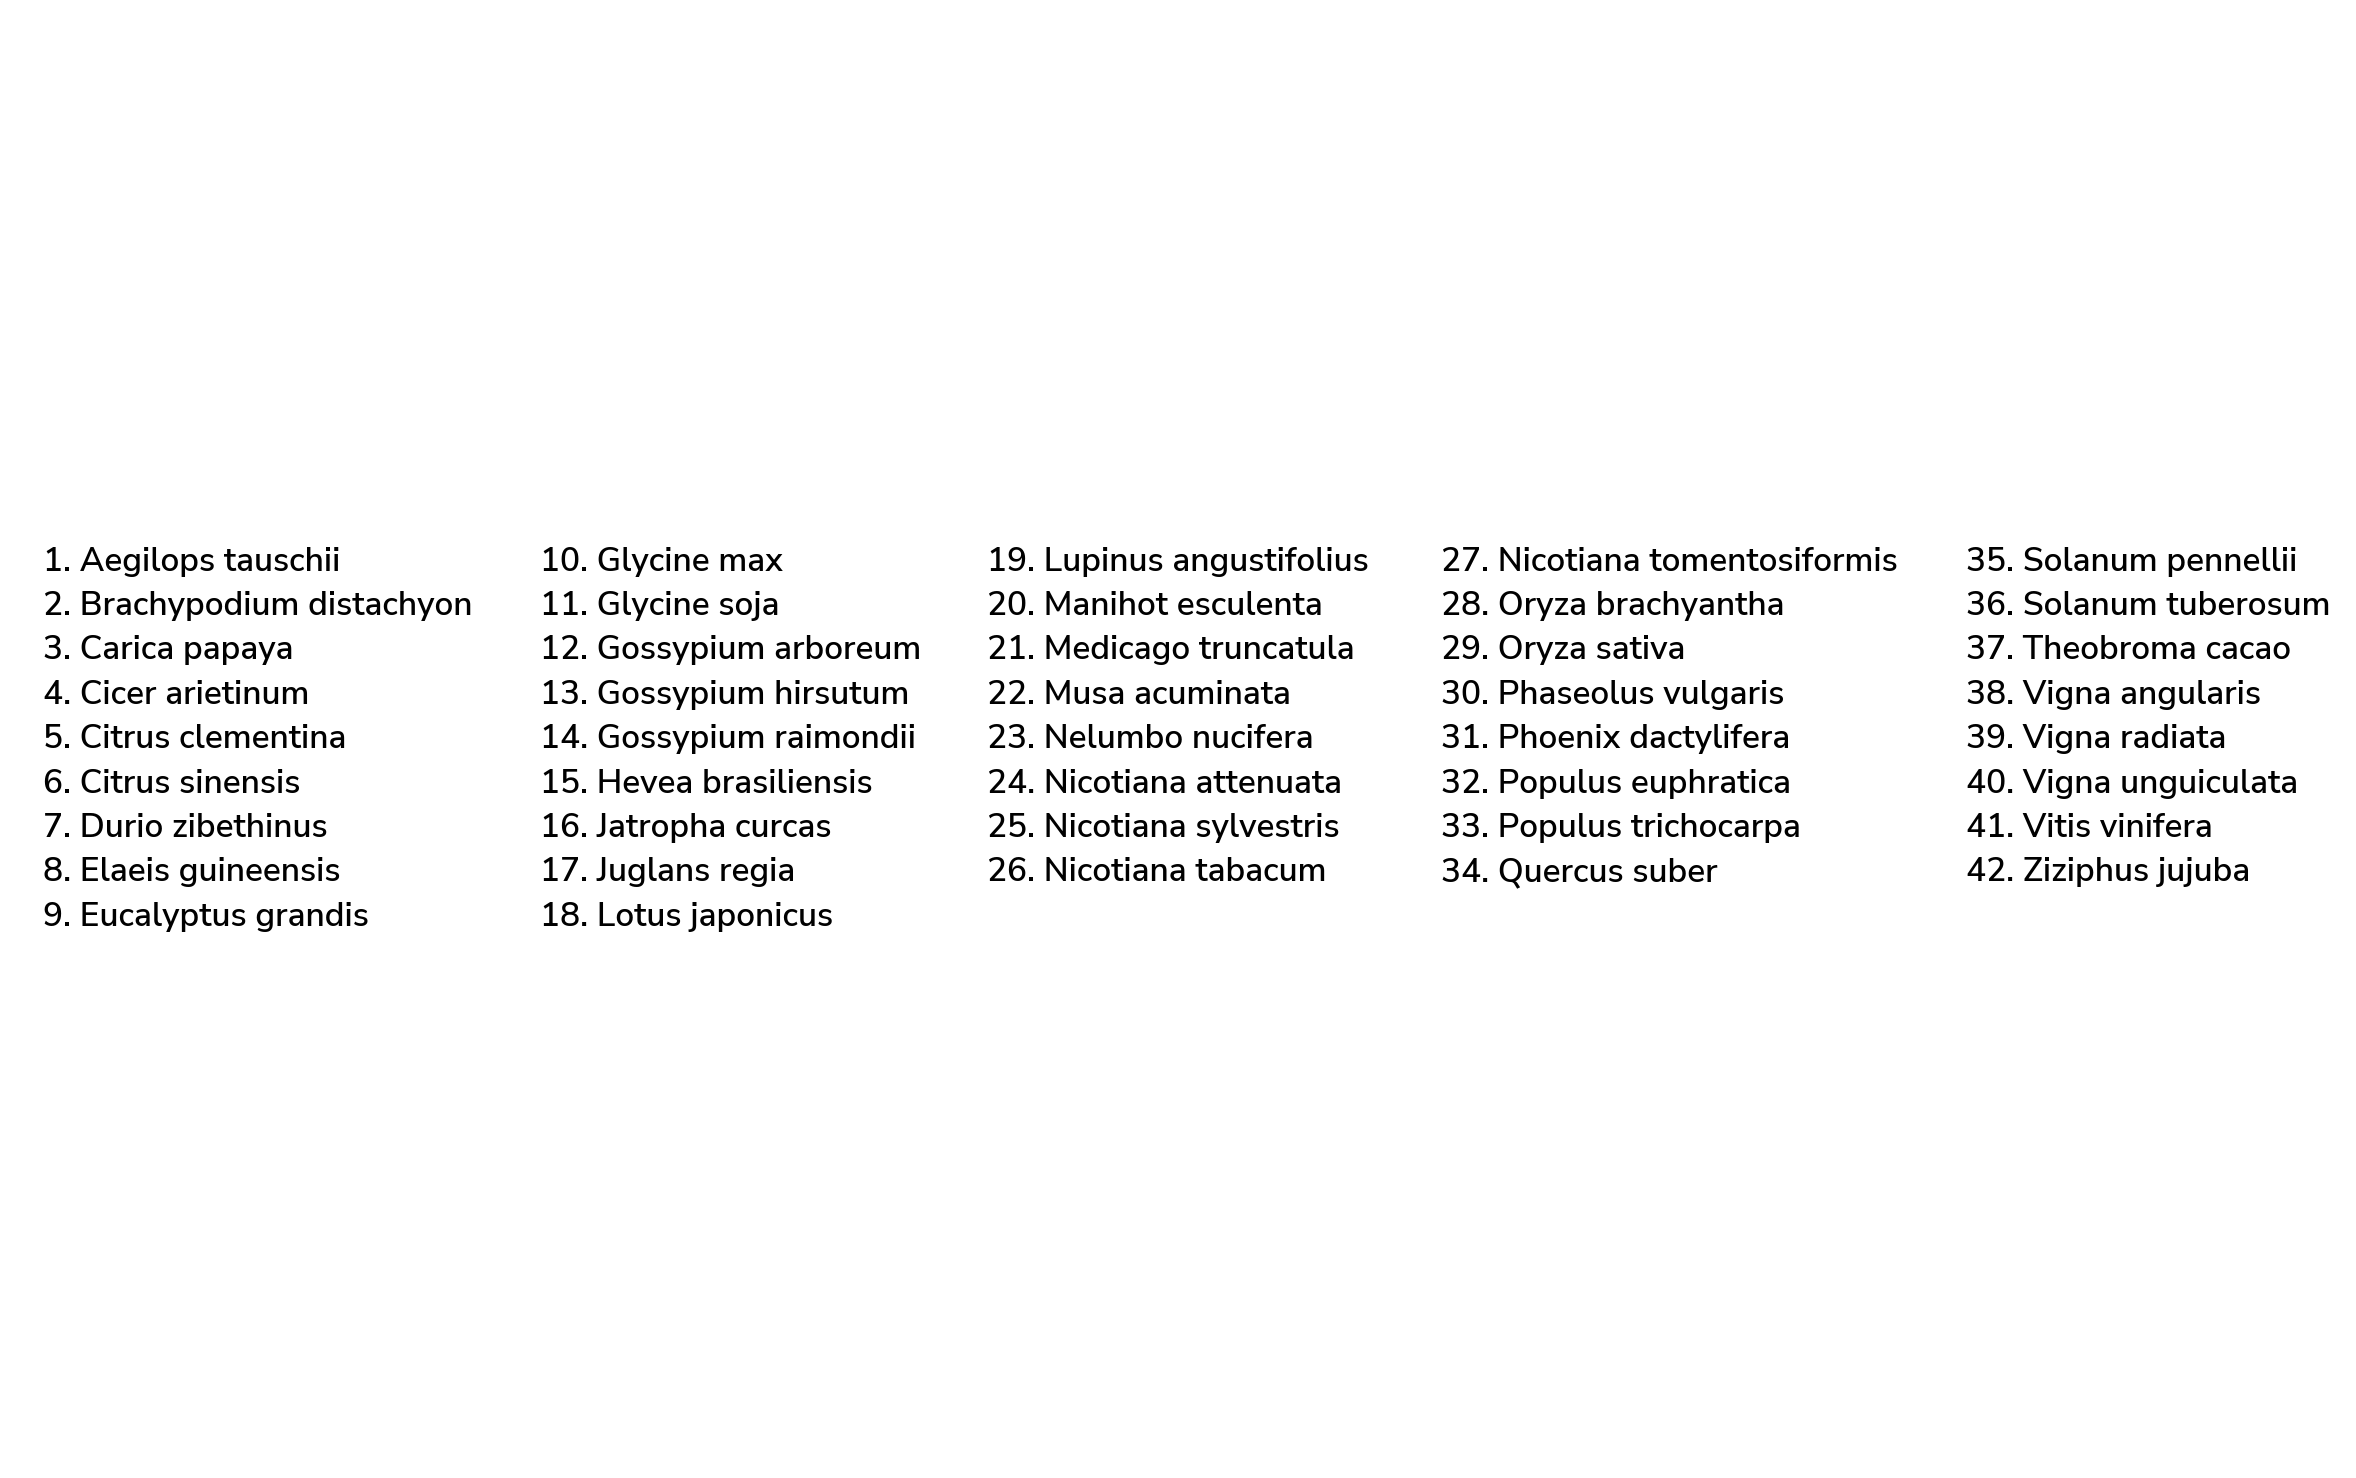 1. Aegilops tauschii
2. Brachypodium distachyon
3. Carica papaya
4. Cicer arietinum
5. Citrus clementina
6. Citrus sinensis
7. Durio zibethinus
8. Elaeis guineensis
9. Eucalyptus grandis
10. Glycine max
11. Glycine soja
12. Gossypium arboreum
13. Gossypium hirsutum
14. Gossypium raimondii
15. Hevea brasiliensis
16. Jatropha curcas
17. Juglans regia
18. Lotus japonicus
19. Lupinus angustifolius
20. Manihot esculenta
21. Medicago truncatula
22. Musa acuminata
23. Nelumbo nucifera
24. Nicotiana attenuata
25. Nicotiana sylvestris
26. Nicotiana tabacum
27. Nicotiana tomentosiformis
28. Oryza brachyantha
29. Oryza sativa
30. Phaseolus vulgaris
31. Phoenix dactylifera
32. Populus euphratica
33. Populus trichocarpa
34. Quercus suber
35. Solanum pennellii
36. Solanum tuberosum
37. Theobroma cacao
38. Vigna angularis
39. Vigna radiata
40. Vigna unguiculata
41. Vitis vinifera
42. Ziziphus jujuba